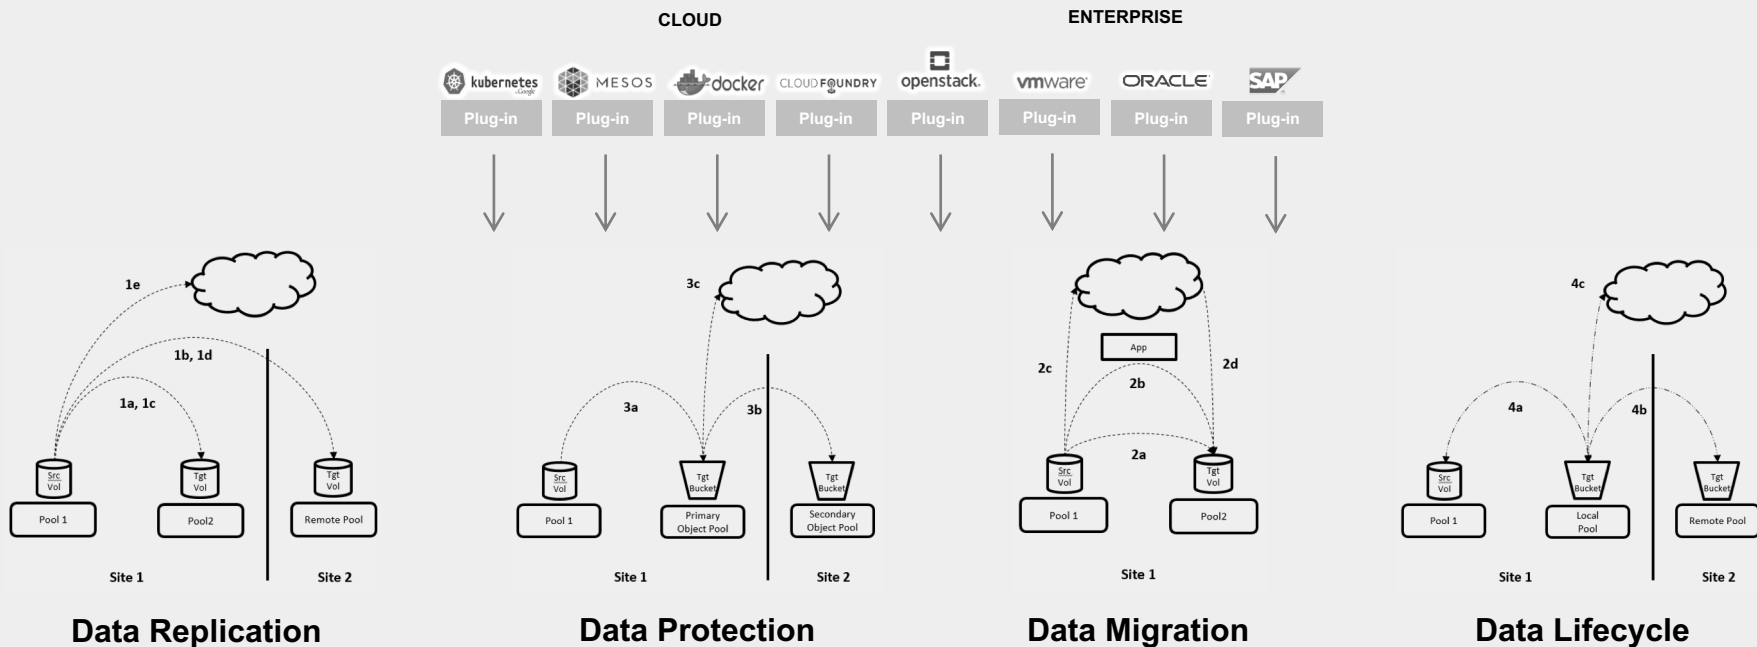 CLOUD
ENTERPRISE
kubernetes
by Google
MESOS
docker
CLOUD FOUNDRY
openstack.
vmware
ORACLE
SAP
Plug-in
Plug-in
Plug-in
Plug-in
Plug-in
Plug-in
Plug-in
Plug-in
1e
1b, 1d
1a, 1c
Src
Vol
Tgt
Vol
Tgt
Vol
Pool 1
Pool2
Remote Pool
Site 1
Site 2
Data Replication
3c
3a
3b
Src
Vol
Tgt
Bucket
Tgt
Bucket
Pool 1
Primary
Object Pool
Secondary
Object Pool
Site 1
Site 2
Data Protection
App
2c
2b
2d
2a
Src
Vol
Tgt
Vol
Pool 1
Pool2
Site 1
Data Migration
4c
4a
4b
Src
Vol
Tgt
Bucket
Tgt
Bucket
Pool 1
Local
Pool
Remote Pool
Site 1
Site 2
Data Lifecycle